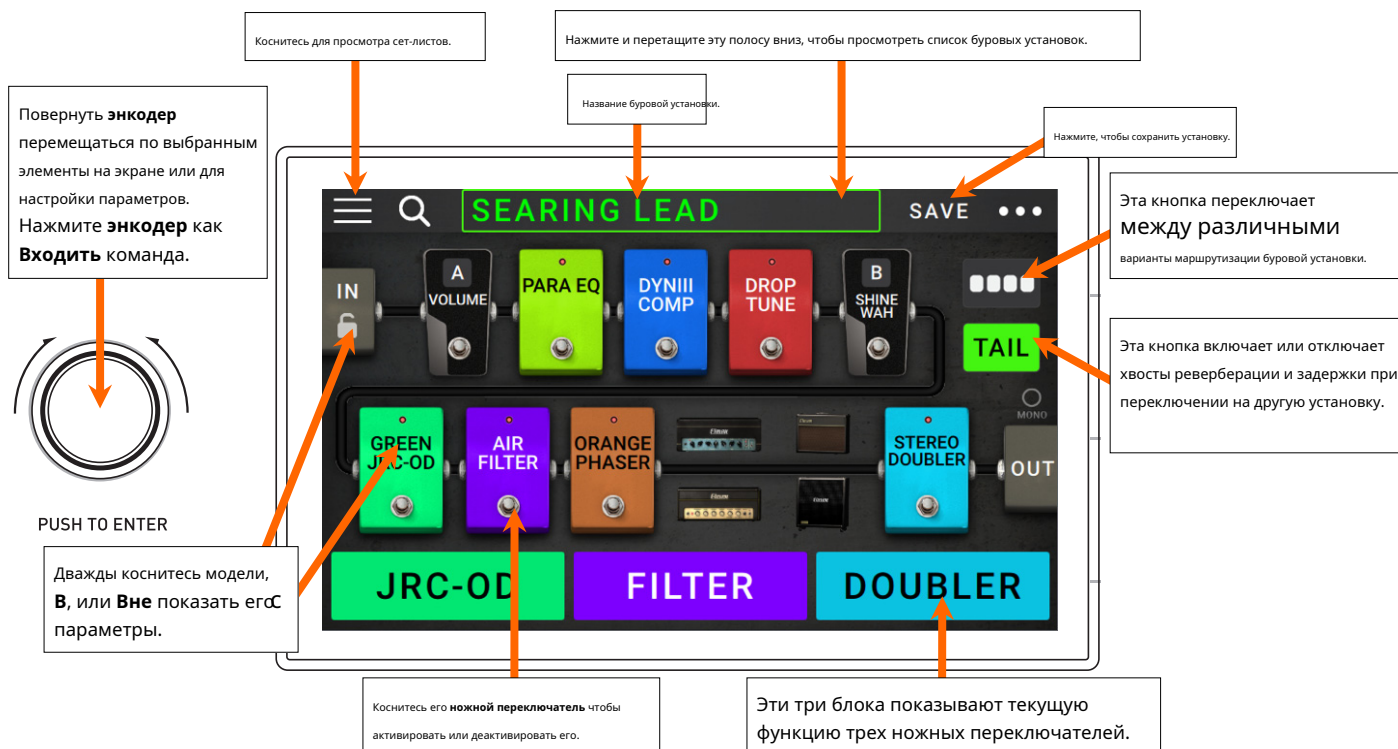 Коснитесь для просмотра сет-листов.
Нажмите и перетащите эту полосу вниз, чтобы просмотреть список буровых установок.
Название буровой установки.
Нажмите, чтобы сохранить установку.
Повернуть энкодер
перемещаться по выбранным
элементы на экране или для
настройки параметров.
Нажмите энкодер как
Входить команда.
Эта кнопка переключает
между различными
варианты маршрутизации буровой установки.
Эта кнопка включает или отключает
хвосты реверберации и задержки при
переключении на другую установку.
SEARING LEAD
SAVE
IN
A
VOLUME
PARA EQ
DYNIII
COMP
DROP
TUNE
B
SHINE
WAH
TAIL
MONO
GREEN
JRC-OD
AIR
FILTER
ORANGE
PHASER
STEREO
DOUBLER
OUT
JRC-OD
FILTER
DOUBLER
PUSH TO ENTER
Дважды коснитесь модели,
В, или Вне показать егоС
параметры.
Коснитесь его ножной переключатель чтобы
активировать или деактивировать его.
Эти три блока показывают текущую
функцию трех ножных переключателей.